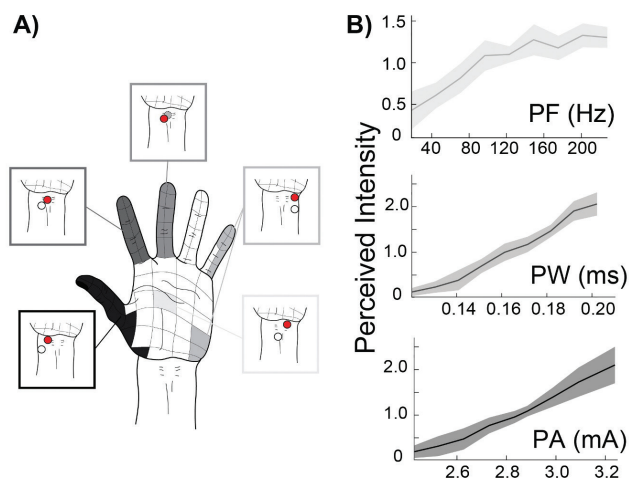 A)
B)
Perceived Intensity
1.5
1.0
0.5
0
PF (Hz)
40 80 120 160 200
2.0
1.0
0
PW (ms)
0.14 0.16 0.18 0.20
2.0
1.0
0
PA (mA)
2.6 2.8 3.0 3.2